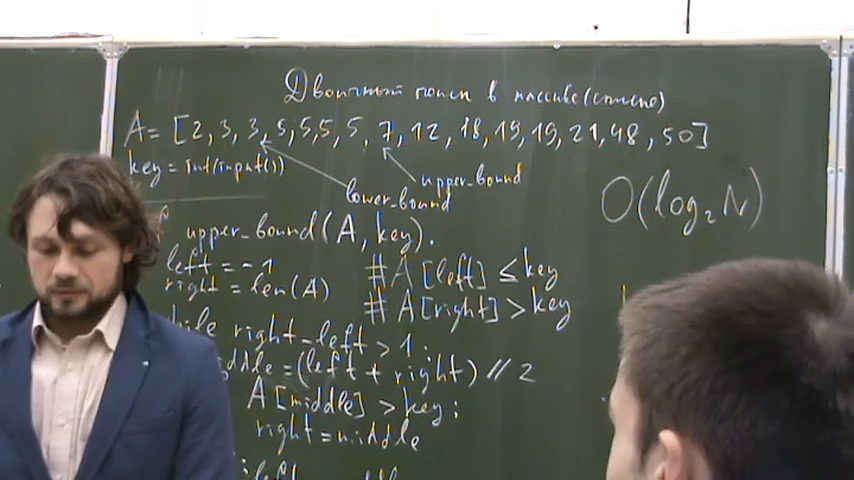 Двоичный поиск в массиве (списке)
A = [2, 3, 3, 5, 5, 5, 5, 7, 12, 18, 19, 19, 21, 48, 50]
key = int(input())
upper_bound
lower_bound
O(log₂N)
upper_bound(A, key).
left = -1 #A[left] ≤ key
right = len(A) #A[right] > key
right - left > 1:
= (left + right) // 2
A[middle] > key:
right = middle
left